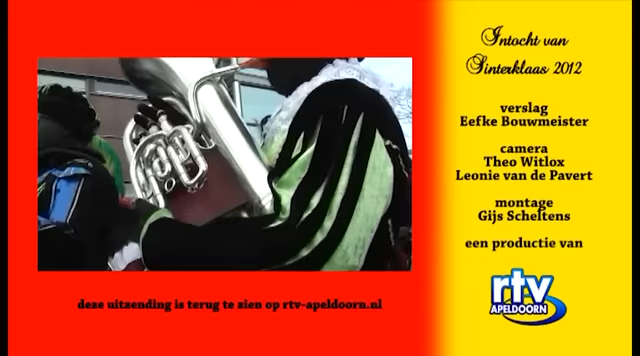 Intocht van
Sinterklaas 2012
verslag
Eefke Bouwmeister
camera
Theo Witlox
Leonie van de Pavert
montage
Gijs Scheltens
een productie van
rtv
APELDOORN
deze uitzending is terug te zien op rtv-apeldoorn.nl